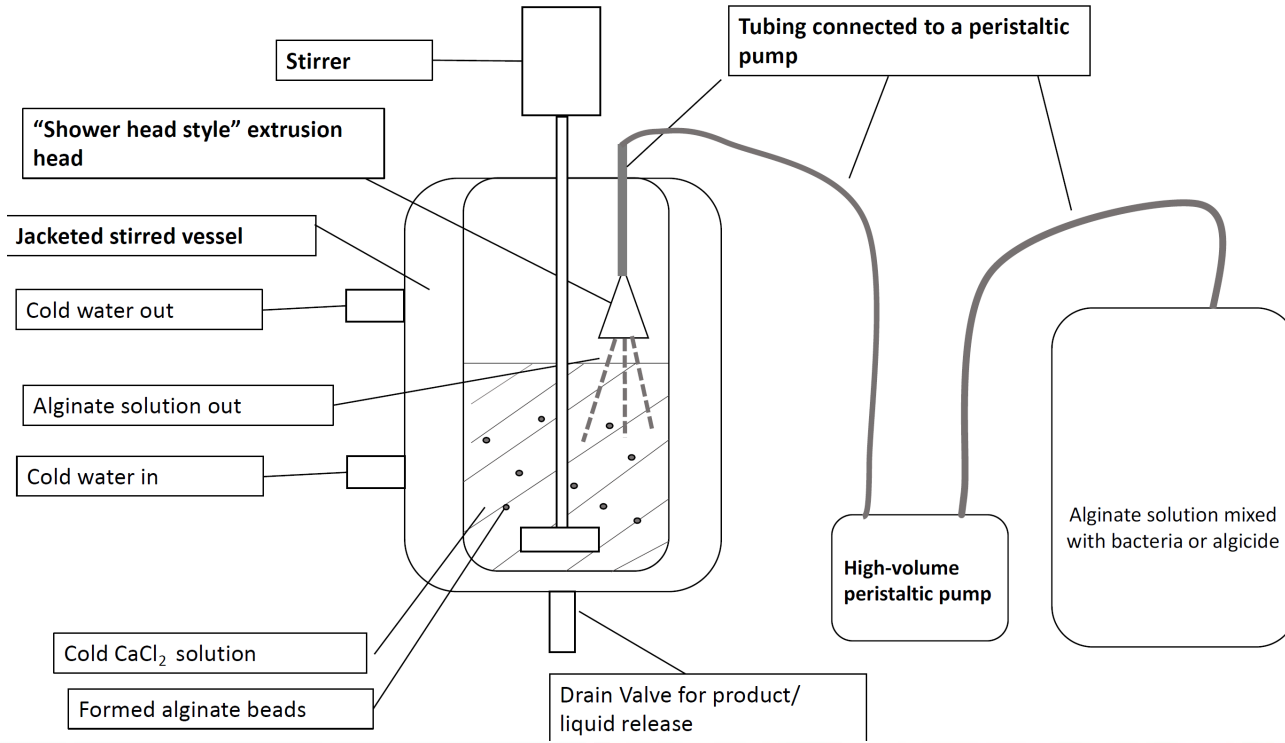 Stirrer
Tubing connected to a peristaltic
pump
“Shower head style” extrusion
head
Jacketed stirred vessel
Cold water out
Alginate solution out
Cold water in
Alginate solution mixed
with bacteria or algicide
High-volume
peristaltic pump
Cold CaCl₂ solution
Formed alginate beads
Drain Valve for product/
liquid release